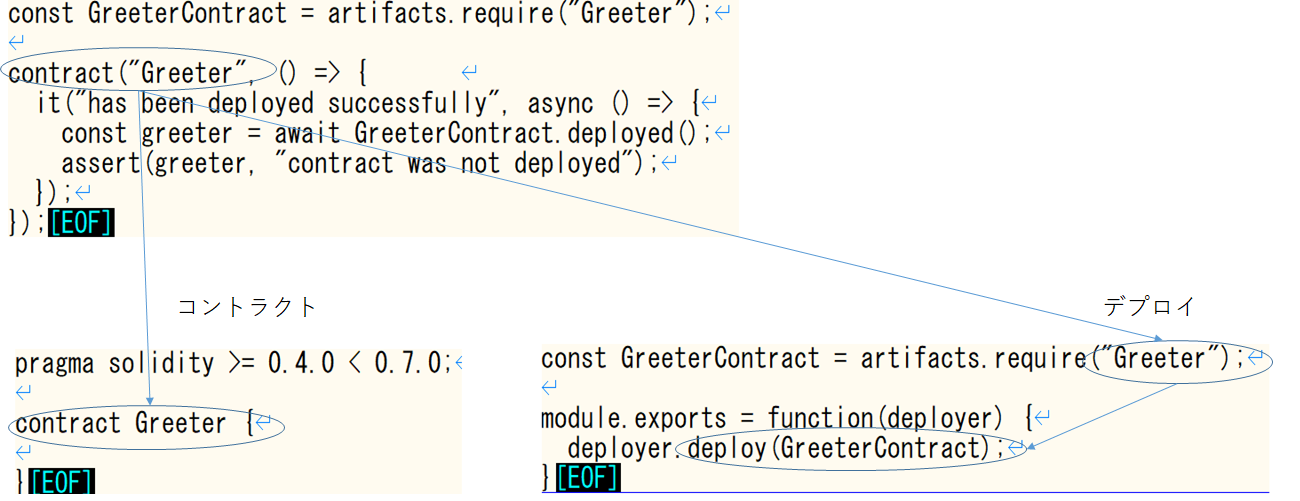 const GreeterContract = artifacts.require("Greeter");↵
↵
contract("Greeter", () => {      ↵
  it("has been deployed successfully", async () => {↵
    const greeter = await GreeterContract.deployed();↵
    assert(greeter, "contract was not deployed");↵
  });↵
});[EOF]
コントラクト
デプロイ
pragma solidity >= 0.4.0 < 0.7.0;↵
↵
contract Greeter {↵
↵
}[EOF]
const GreeterContract = artifacts.require("Greeter");↵
↵
module.exports = function(deployer) {↵
  deployer.deploy(GreeterContract);↵
}[EOF]